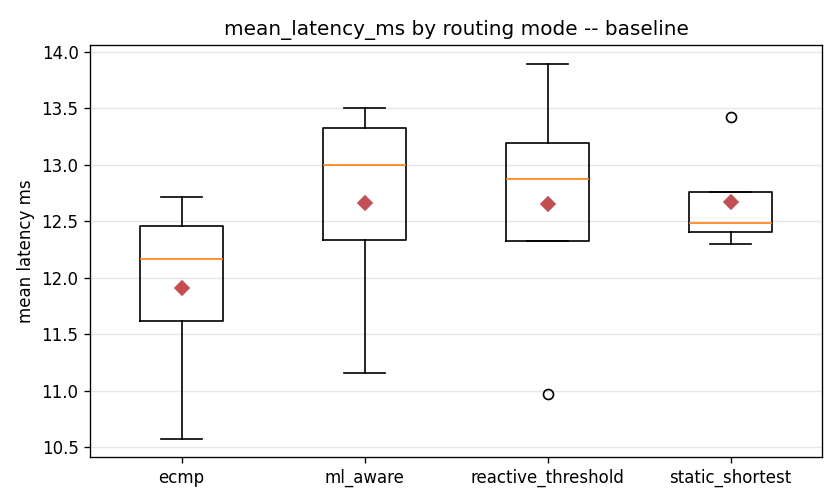 mean_latency_ms by routing mode -- baseline
mean latency ms
14.0
13.5
13.0
12.5
12.0
11.5
11.0
10.5
ecmp
ml_aware
reactive_threshold
static_shortest